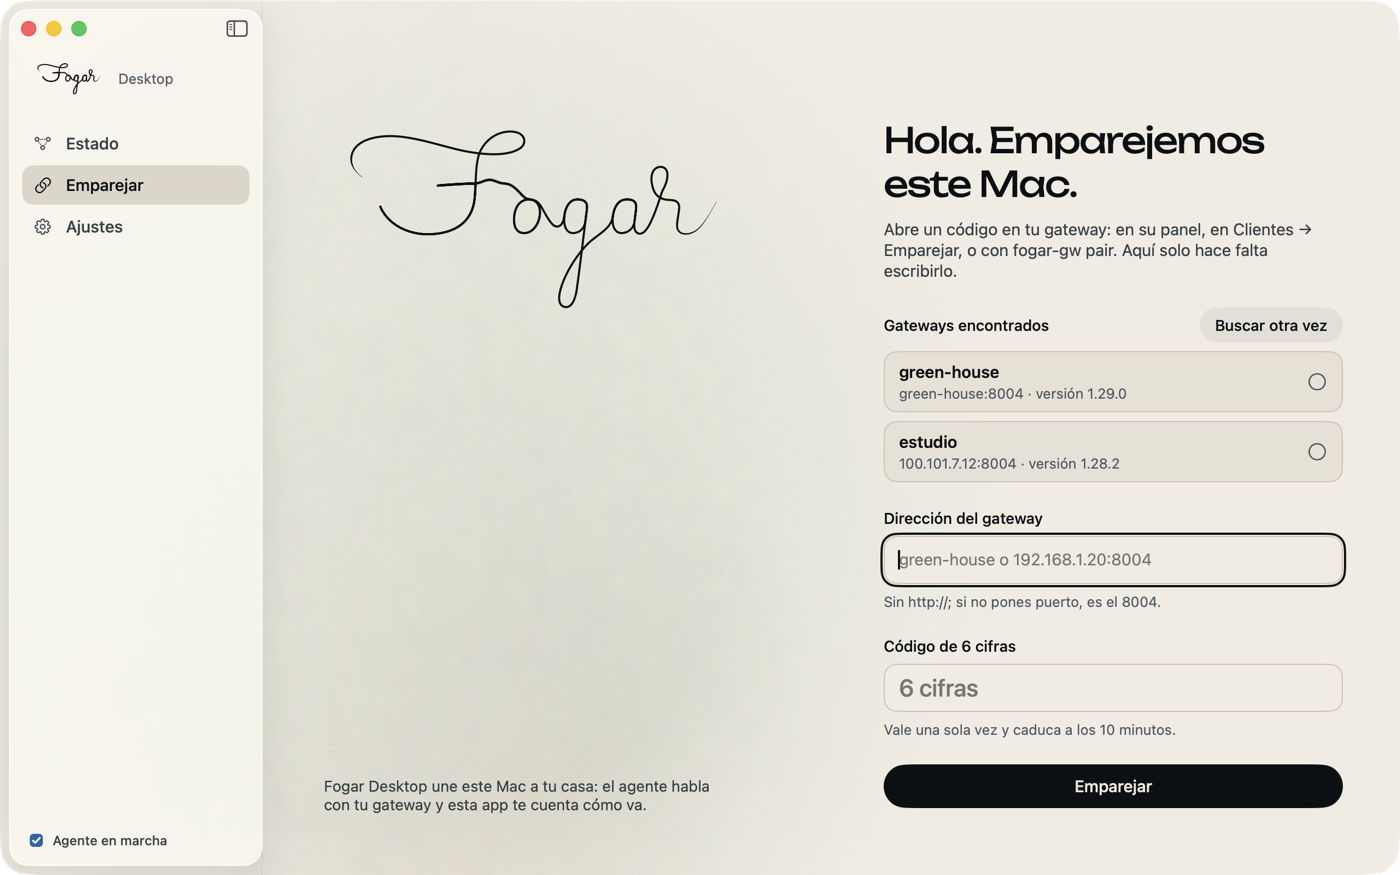 Fogar Desktop
Estado
Emparejar
Ajustes
Agente en marcha
Fogar
Fogar Desktop une este Mac a tu casa: el agente habla
con tu gateway y esta app te cuenta cómo va.
Hola. Emparejemos
este Mac.
Abre un código en tu gateway: en su panel, en Clientes →
Emparejar, o con fogar-gw pair. Aquí solo hace falta
escribirlo.
Gateways encontrados
Buscar otra vez
green-house
green-house:8004 · versión 1.29.0
estudio
100.101.7.12:8004 · versión 1.28.2
Dirección del gateway
green-house o 192.168.1.20:8004
Sin http://; si no pones puerto, es el 8004.
Código de 6 cifras
6 cifras
Vale una sola vez y caduca a los 10 minutos.
Emparejar